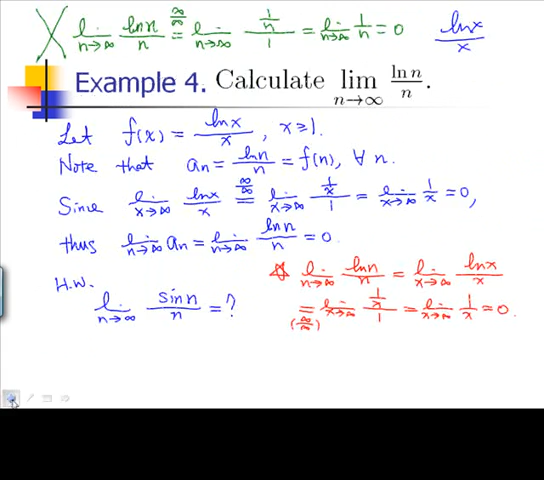 ╳ lim n→∞ ln n/n =(∞/∞) lim n→∞ (1/n)/1 = lim n→∞ 1/n = 0   ln x/x
Example 4. Calculate lim n→∞ ln n/n.
Let f(x) = ln x/x, x ≥ 1.
Note that an = ln n/n = f(n), ∀ n.
Since lim x→∞ ln x/x =(∞/∞) lim x→∞ (1/x)/1 = lim x→∞ 1/x = 0,
thus lim n→∞ an = lim n→∞ ln n/n = 0.
H.W.
lim n→∞ sin n/n = ?
☆ lim n→∞ ln n/n = lim x→∞ ln x/x
=(∞/∞) lim x→∞ (1/x)/1 = lim x→∞ 1/x = 0.